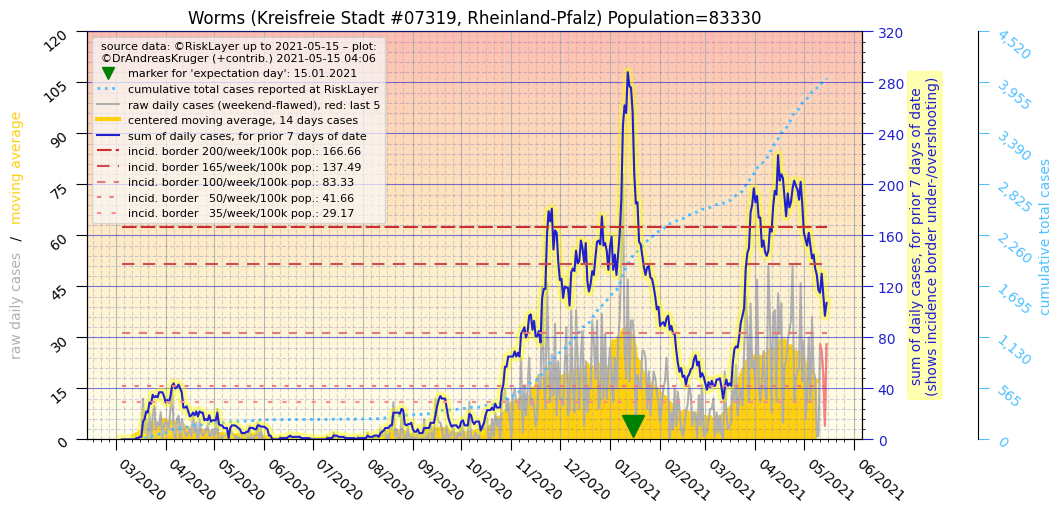 Worms (Kreisfreie Stadt #07319, Rheinland-Pfalz) Population=83330
source data: ©RiskLayer up to 2021-05-15 – plot:
©DrAndreasKruger (+contrib.) 2021-05-15 04:06
marker for 'expectation day': 15.01.2021
cumulative total cases reported at RiskLayer
raw daily cases (weekend-flawed), red: last 5
centered moving average, 14 days cases
sum of daily cases, for prior 7 days of date
incid. border 200/week/100k pop.: 166.66
incid. border 165/week/100k pop.: 137.49
incid. border 100/week/100k pop.: 83.33
incid. border   50/week/100k pop.: 41.66
incid. border   35/week/100k pop.: 29.17
raw daily cases  /  moving average
120
105
90
75
60
45
30
15
0
03/2020
04/2020
05/2020
06/2020
07/2020
08/2020
09/2020
10/2020
11/2020
12/2020
01/2021
02/2021
03/2021
04/2021
05/2021
06/2021
320
280
240
200
160
120
80
40
0
sum of daily cases, for prior 7 days of date
(shows incidence border under-/overshooting)
4,520
3,955
3,390
2,825
2,260
1,695
1,130
565
0
cumulative total cases